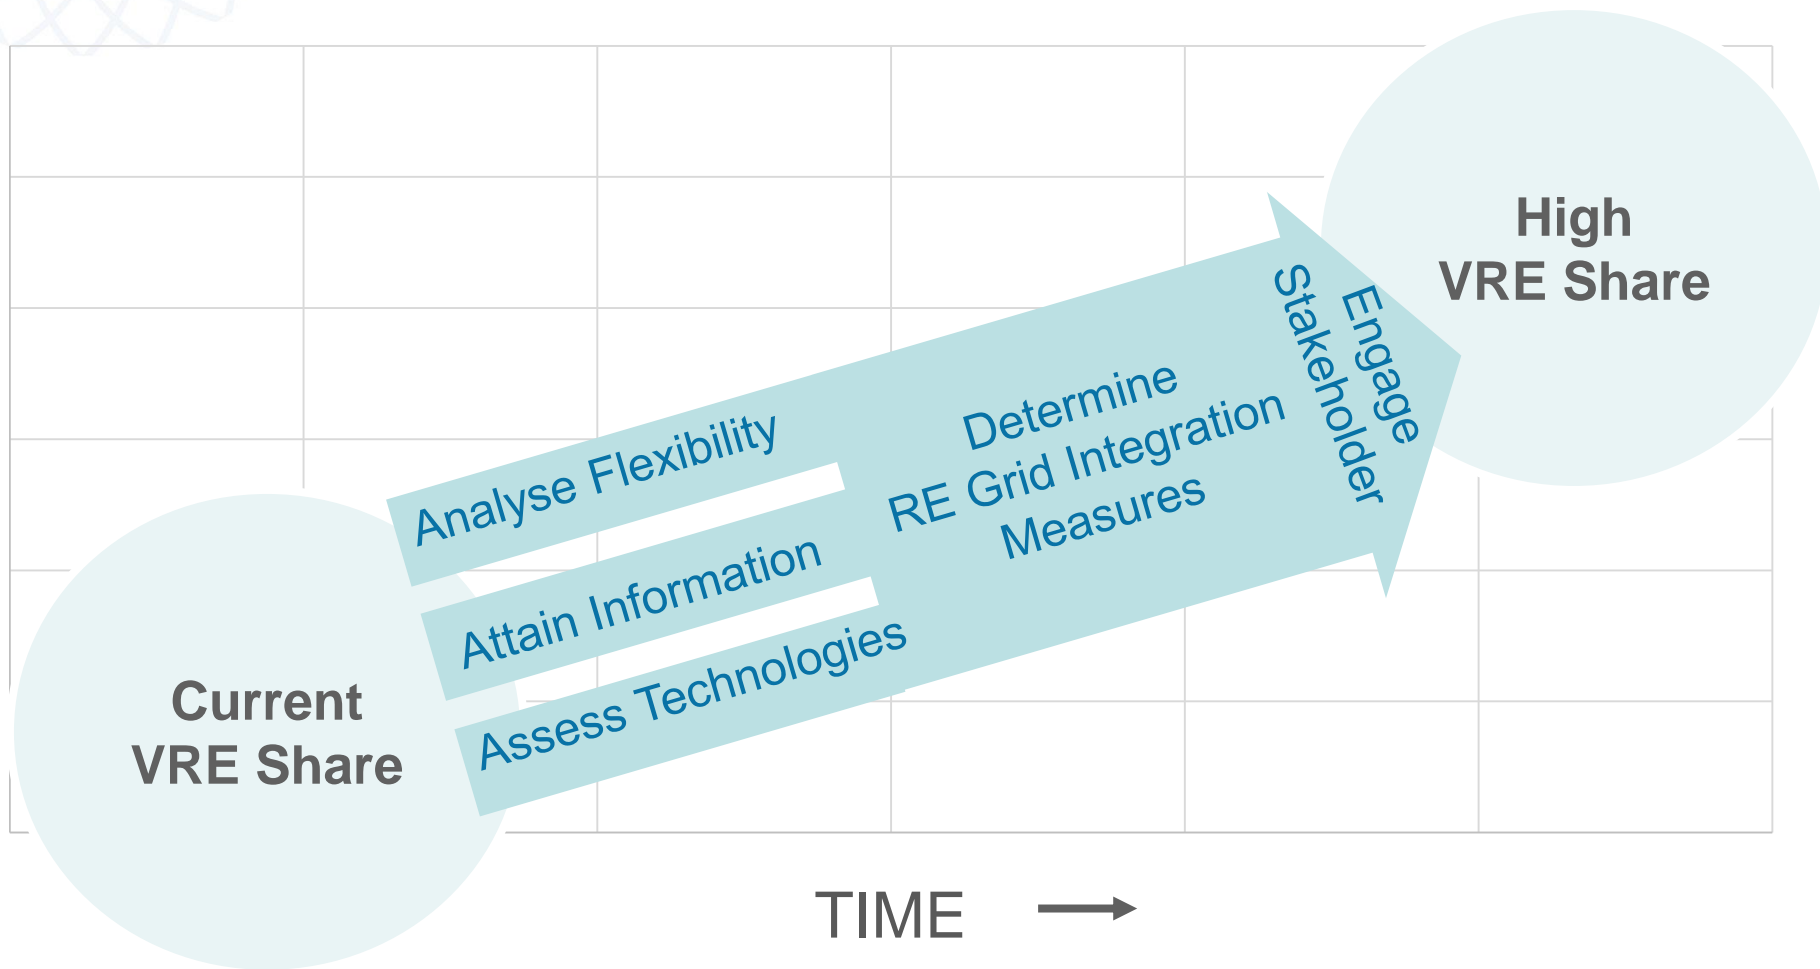 Current
VRE Share
Analyse Flexibility
Attain Information
Assess Technologies
Determine
RE Grid Integration
Measures
Engage
Stakeholder
High
VRE Share
TIME